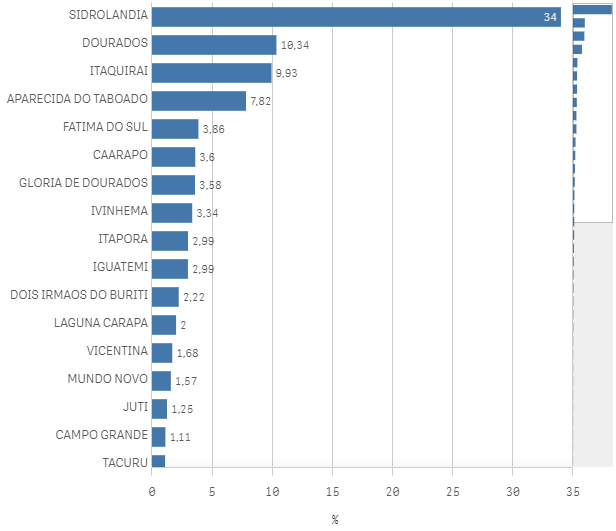 SIDROLANDIA 34
DOURADOS 10,34
ITAQUIRAI 9,93
APARECIDA DO TABOADO 7,82
FATIMA DO SUL 3,86
CAARAPO 3,6
GLORIA DE DOURADOS 3,58
IVINHEMA 3,34
ITAPORA 2,99
IGUATEMI 2,99
DOIS IRMAOS DO BURITI 2,22
LAGUNA CARAPA 2
VICENTINA 1,68
MUNDO NOVO 1,57
JUTI 1,25
CAMPO GRANDE 1,11
TACURU
0 5 10 15 20 25 30 35
%